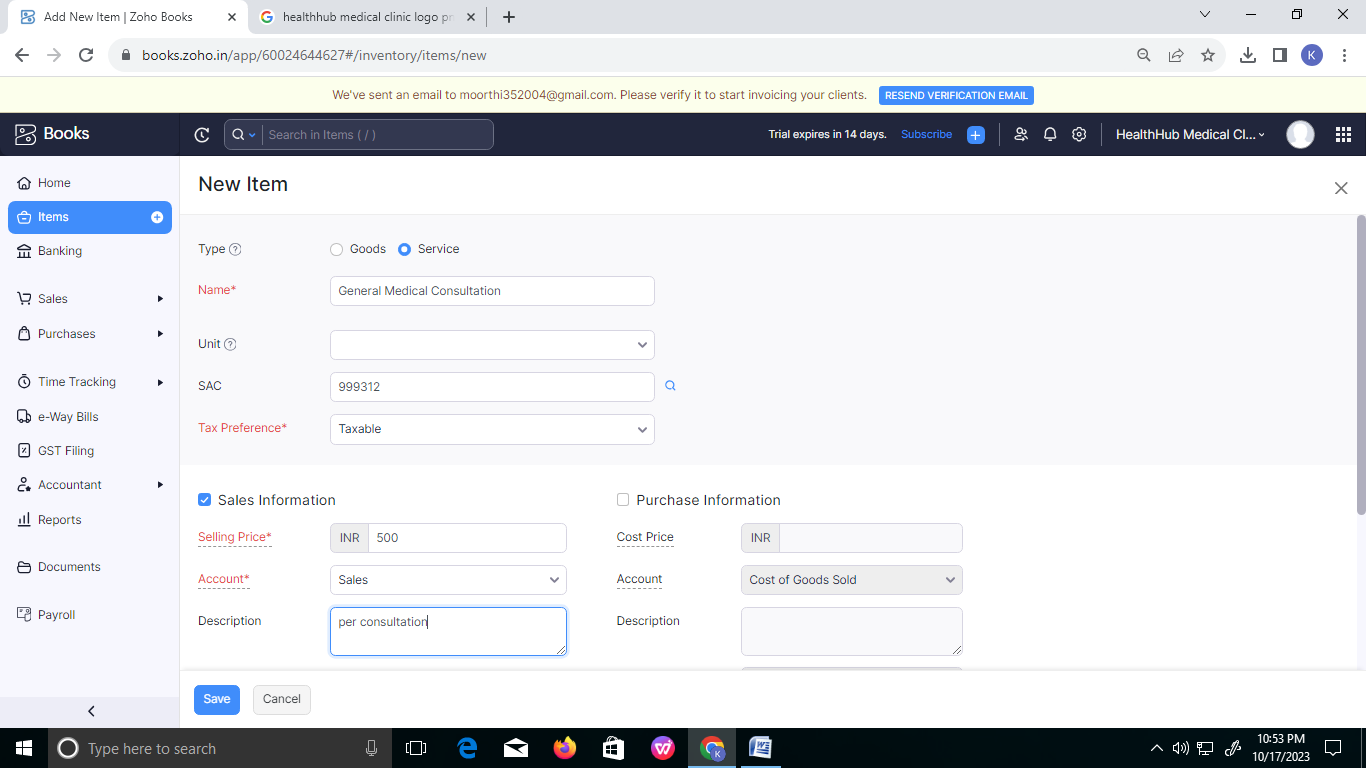 Add New Item | Zoho Books
healthhub medical clinic logo pr
books.zoho.in/app/60024644627#/inventory/items/new
K
We've sent an email to moorthi352004@gmail.com. Please verify it to start invoicing your clients.
RESEND VERIFICATION EMAIL
Books
Search in Items ( / )
Trial expires in 14 days.
Subscribe
HealthHub Medical Cl...
Home
Items
Banking
Sales
Purchases
Time Tracking
e-Way Bills
GST Filing
Accountant
Reports
Documents
Payroll
New Item
Type
Goods
Service
Name*
General Medical Consultation
Unit
SAC
999312
Tax Preference*
Taxable
Sales Information
Purchase Information
Selling Price*
INR
500
Cost Price
INR
Account*
Sales
Account
Cost of Goods Sold
Description
per consultation
Description
Save
Cancel
Type here to search
10:53 PM
10/17/2023